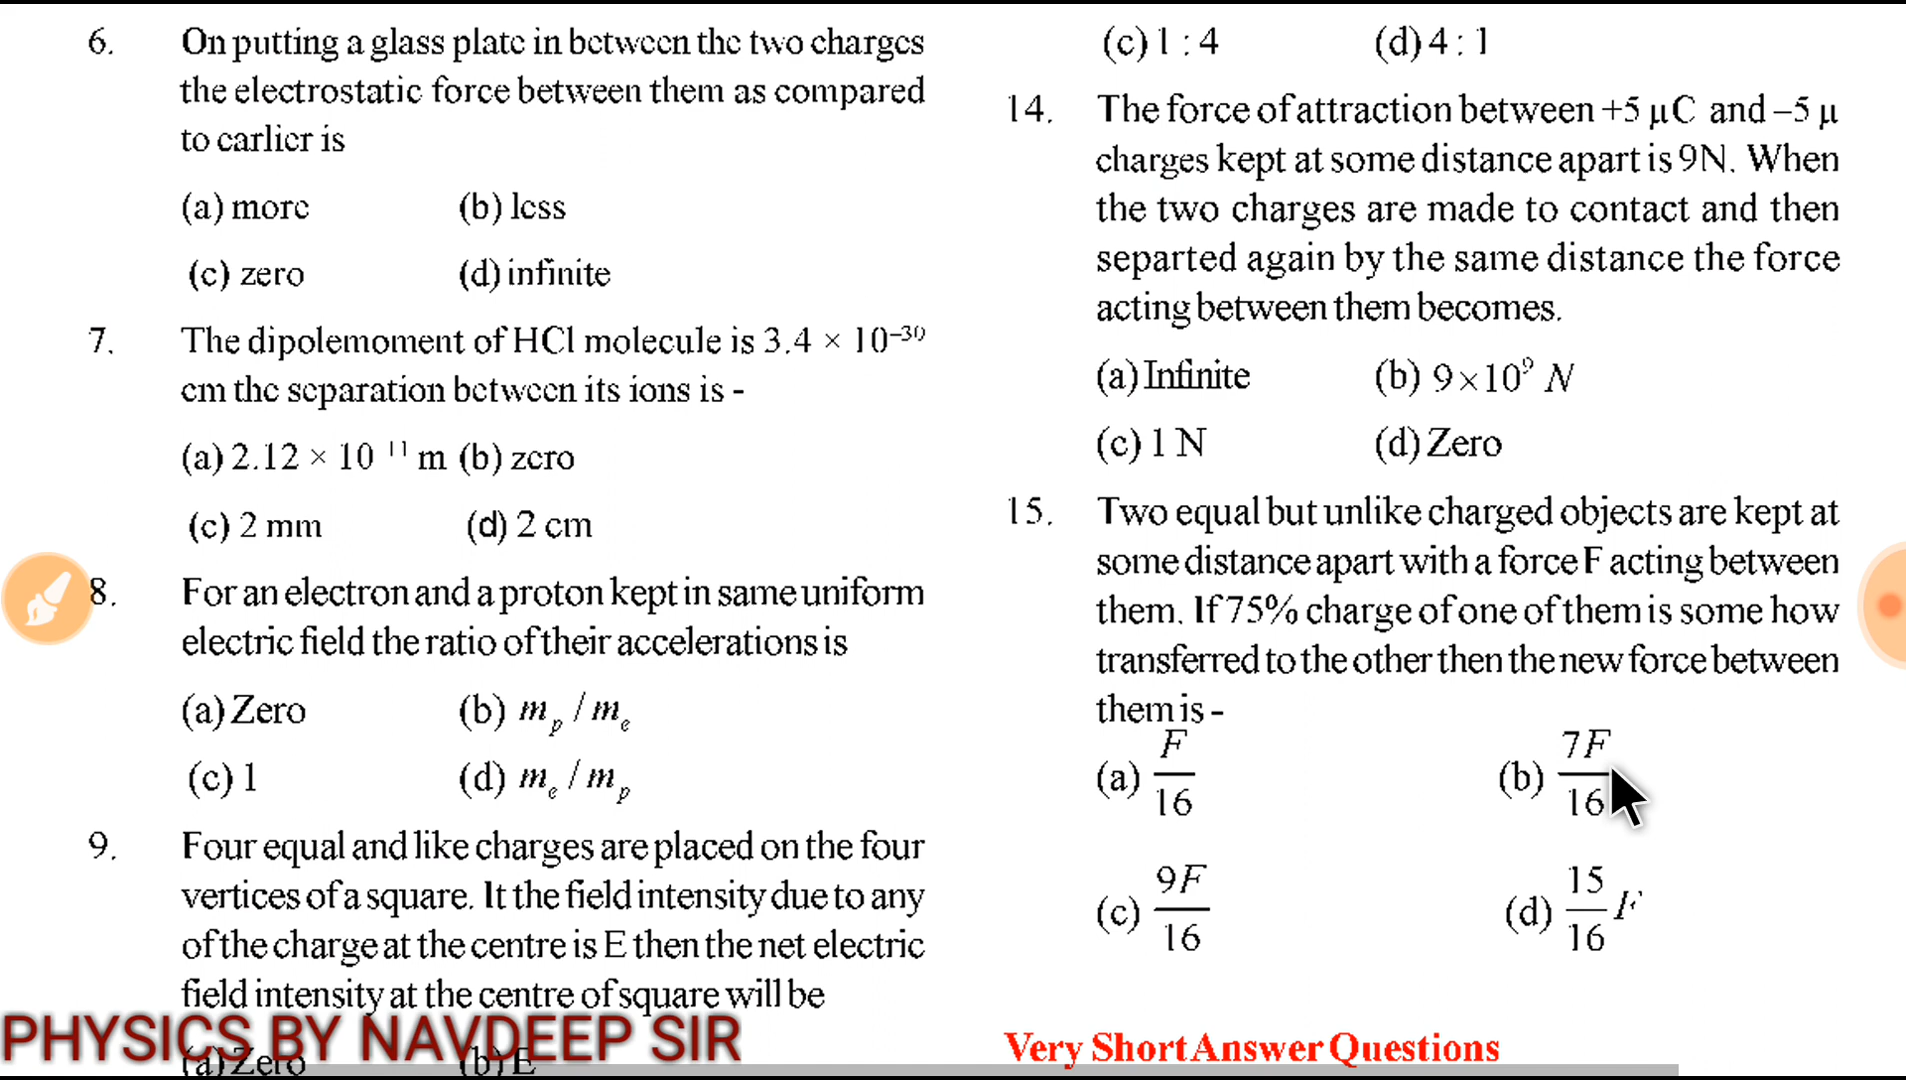 6. On putting a glass plate in between the two charges
the electrostatic force between them as compared
to earlier is
(a) more (b) less
(c) zero (d) infinite
7. The dipolemoment of HCl molecule is 3.4 × 10⁻³⁰
cm the separation between its ions is -
(a) 2.12 × 10 ¹¹ m (b) zero
(c) 2 mm (d) 2 cm
8. For an electron and a proton kept in same uniform
electric field the ratio of their accelerations is
(a) Zero (b) mₚ / mₑ
(c) 1 (d) mₑ / mₚ
9. Four equal and like charges are placed on the four
vertices of a square. It the field intensity due to any
of the charge at the centre is E then the net electric
field intensity at the centre of square will be
(a) Zero (b) E
PHYSICS BY NAVDEEP SIR
(c) 1 : 4 (d) 4 : 1
14. The force of attraction between +5 μC and –5 μ
charges kept at some distance apart is 9N. When
the two charges are made to contact and then
separted again by the same distance the force
acting between them becomes.
(a) Infinite (b) 9×10⁹ N
(c) 1 N (d) Zero
15. Two equal but unlike charged objects are kept at
some distance apart with a force F acting between
them. If 75% charge of one of them is some how
transferred to the other then the new force between
them is -
(a) F/16 (b) 7F/16
(c) 9F/16 (d) 15/16 F
Very Short Answer Questions